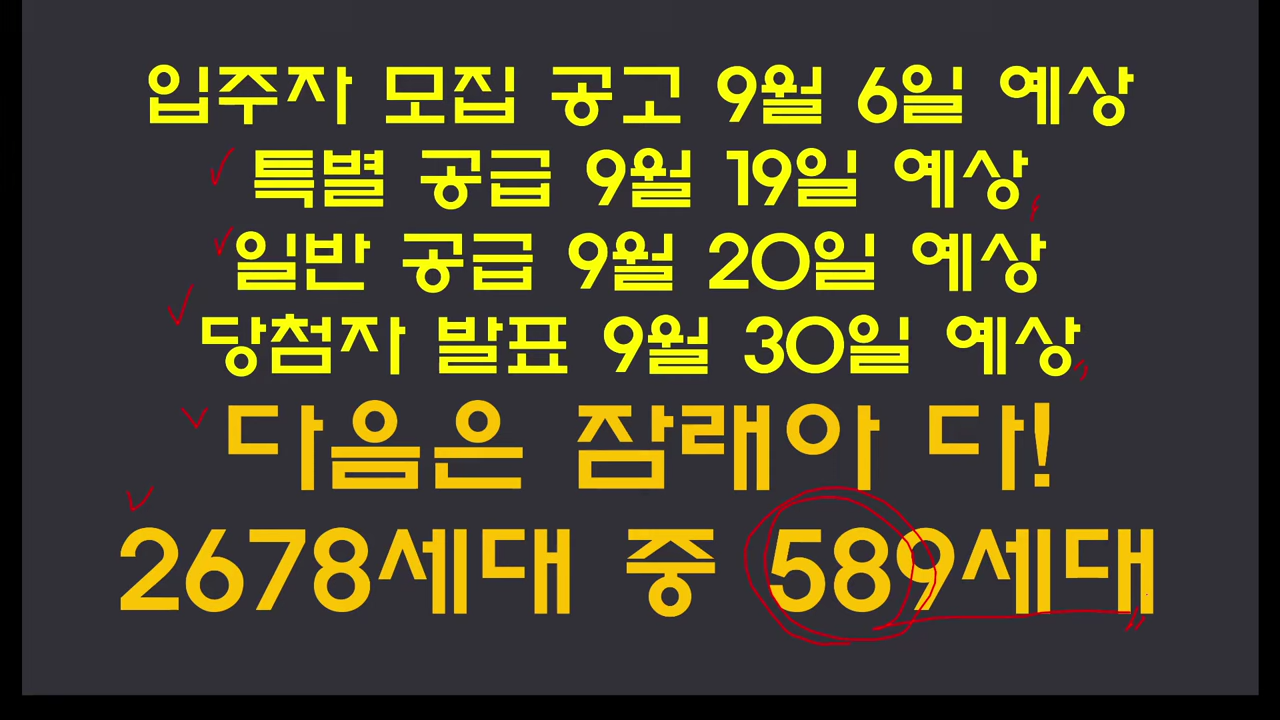 입주자 모집 공고 9월 6일 예상
특별 공급 9월 19일 예상
일반 공급 9월 20일 예상
당첨자 발표 9월 30일 예상
다음은 잠래아 다!
2678세대 중 589세대